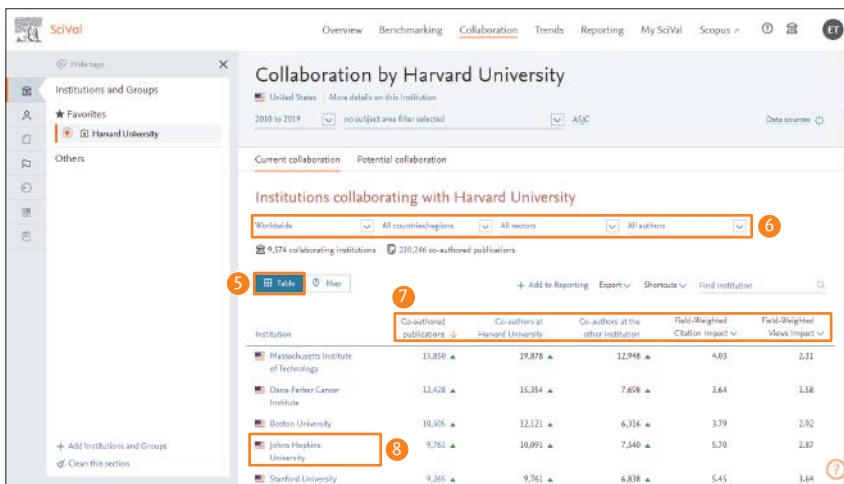 SciVal
Overview Benchmarking Collaboration Trends Reporting My SciVal Scopus ? ET
Hide tags X
Institutions and Groups
Favorites
Harvard University
Others
+ Add Institutions and Groups
Clean this section
Collaboration by Harvard University
United States | More details on this Institution
2010 to 2019 no subject area filter selected ASJC Data sources
Current collaboration Potential collaboration
Institutions collaborating with Harvard University
Worldwide All countries/regions All sectors All authors 6
9,574 collaborating institutions 210,246 co-authored publications
5 Table Map 7 + Add to Reporting Export Shortcuts Find institution
Institution Co-authored publications Co-authors at Harvard University Co-authors at the other institution Field-Weighted Citation Impact Field-Weighted Views Impact
Massachusetts Institute of Technology 15,850 19,878 12,948 4.03 2.31
Dana-Farber Cancer Institute 12,428 15,354 7,698 3.64 3.58
Boston University 10,505 12,121 6,316 3.79 2.92
Johns Hopkins University 8 9,761 10,091 7,540 5.70 2.87
Stanford University 9,265 9,761 6,838 5.45 3.64
?